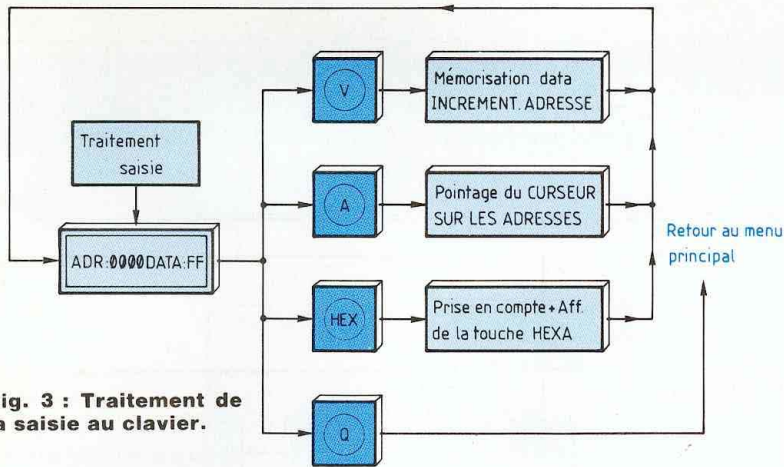 V
Mémorisation data
INCREMENT. ADRESSE
Traitement
saisie
A
Pointage du CURSEUR
SUR LES ADRESSES
ADR:0000DATA:FF
Retour au menu
principal
HEX
Prise en compte+Aff.
de la touche HEXA
ig. 3 : Traitement de
a saisie au clavier.
Q